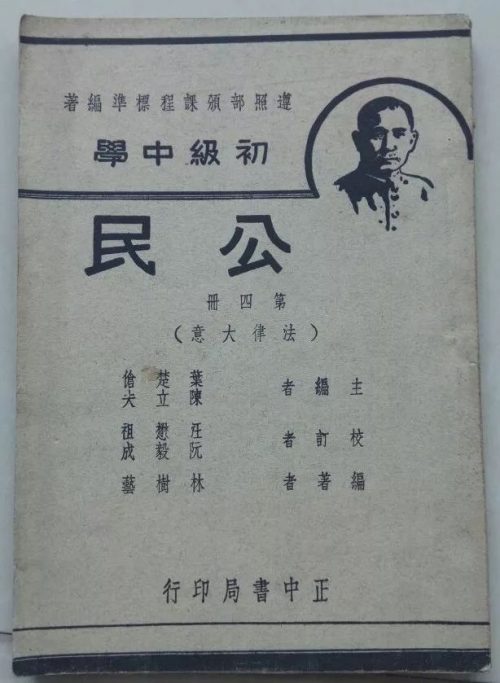 遵照部頒課程標準編著
初級中學
公民
第四冊
(法律大意)
主編者 葉楚傖
陳立夫
校訂者 汪懋祖
阮毅成
編著者 林樹藝
正中書局印行